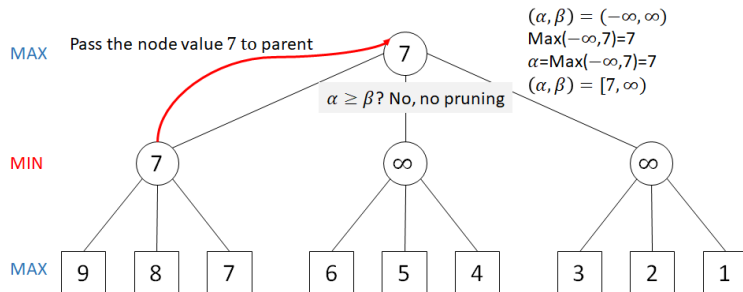 (α, β) = (−∞, ∞)
Max(−∞,7)=7
α=Max(−∞,7)=7
(α, β) = [7, ∞)
Pass the node value 7 to parent
MAX
7
α ≥ β? No, no pruning
MIN
7
∞
∞
MAX
9 8 7 6 5 4 3 2 1